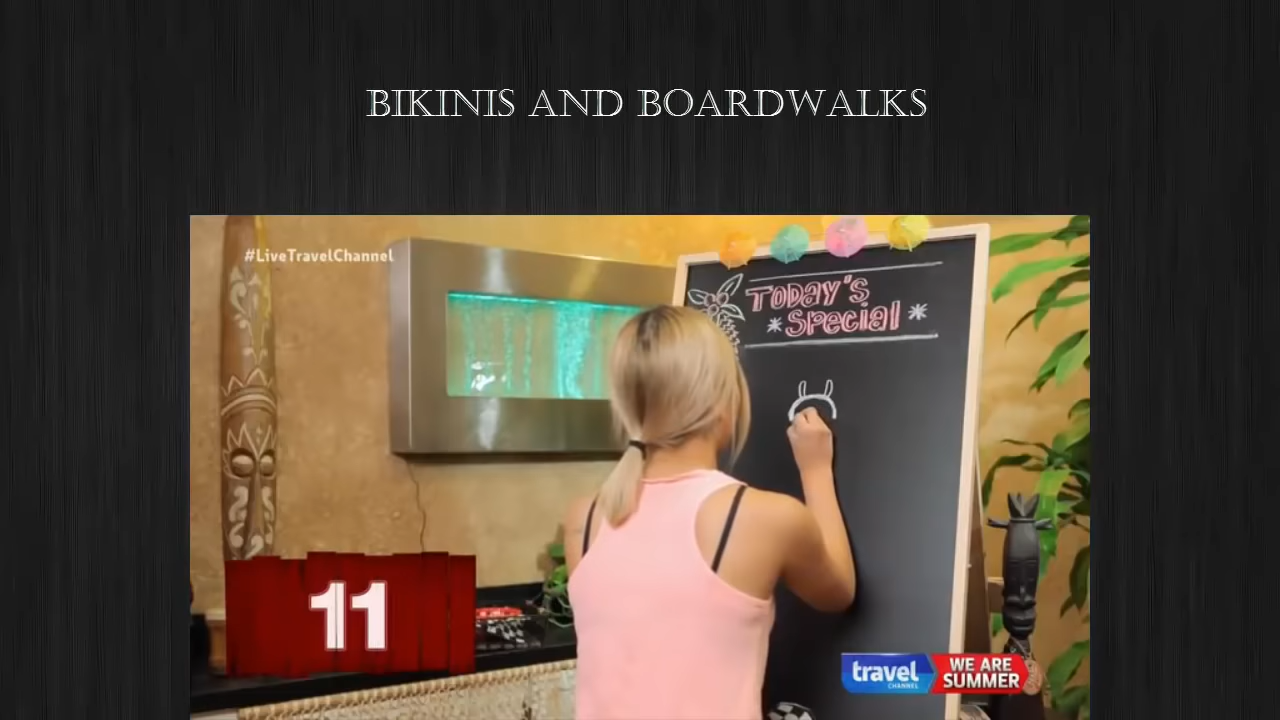 BIKINIS AND BOARDWALKS
#LiveTravelChannel
TODAY'S
Special
11
travel
CHANNEL
WE ARE
SUMMER